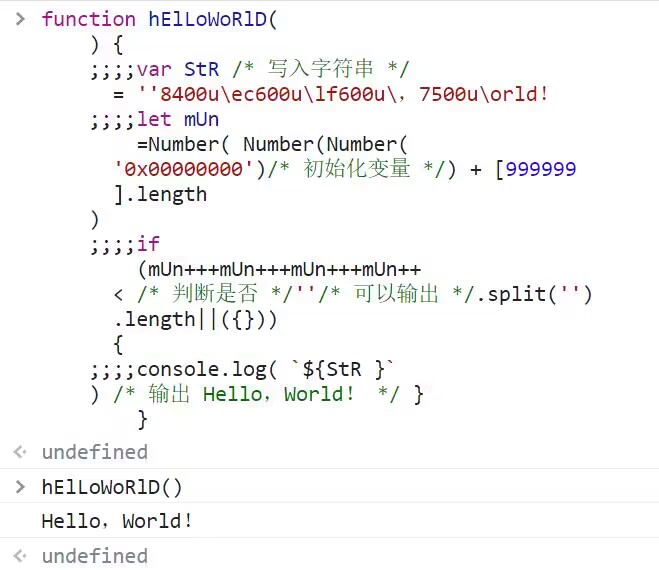 > function hElLoWoRlD(
) {
;;;;var StR /* 写入字符串 */
= ''8400u\ec600u\lf600u\，7500u\orld！
;;;;let mUn
=Number( Number(Number(
'0x00000000')/* 初始化变量 */) + [999999
].length
)
;;;;if
(mUn+++mUn+++mUn+++mUn++
< /* 判断是否 */''/* 可以输出 */.split('')
.length||({}))
{
;;;;console.log( `${StR }`
) /* 输出 Hello，World！ */ }
}
undefined
> hElLoWoRlD()
Hello，World！
undefined